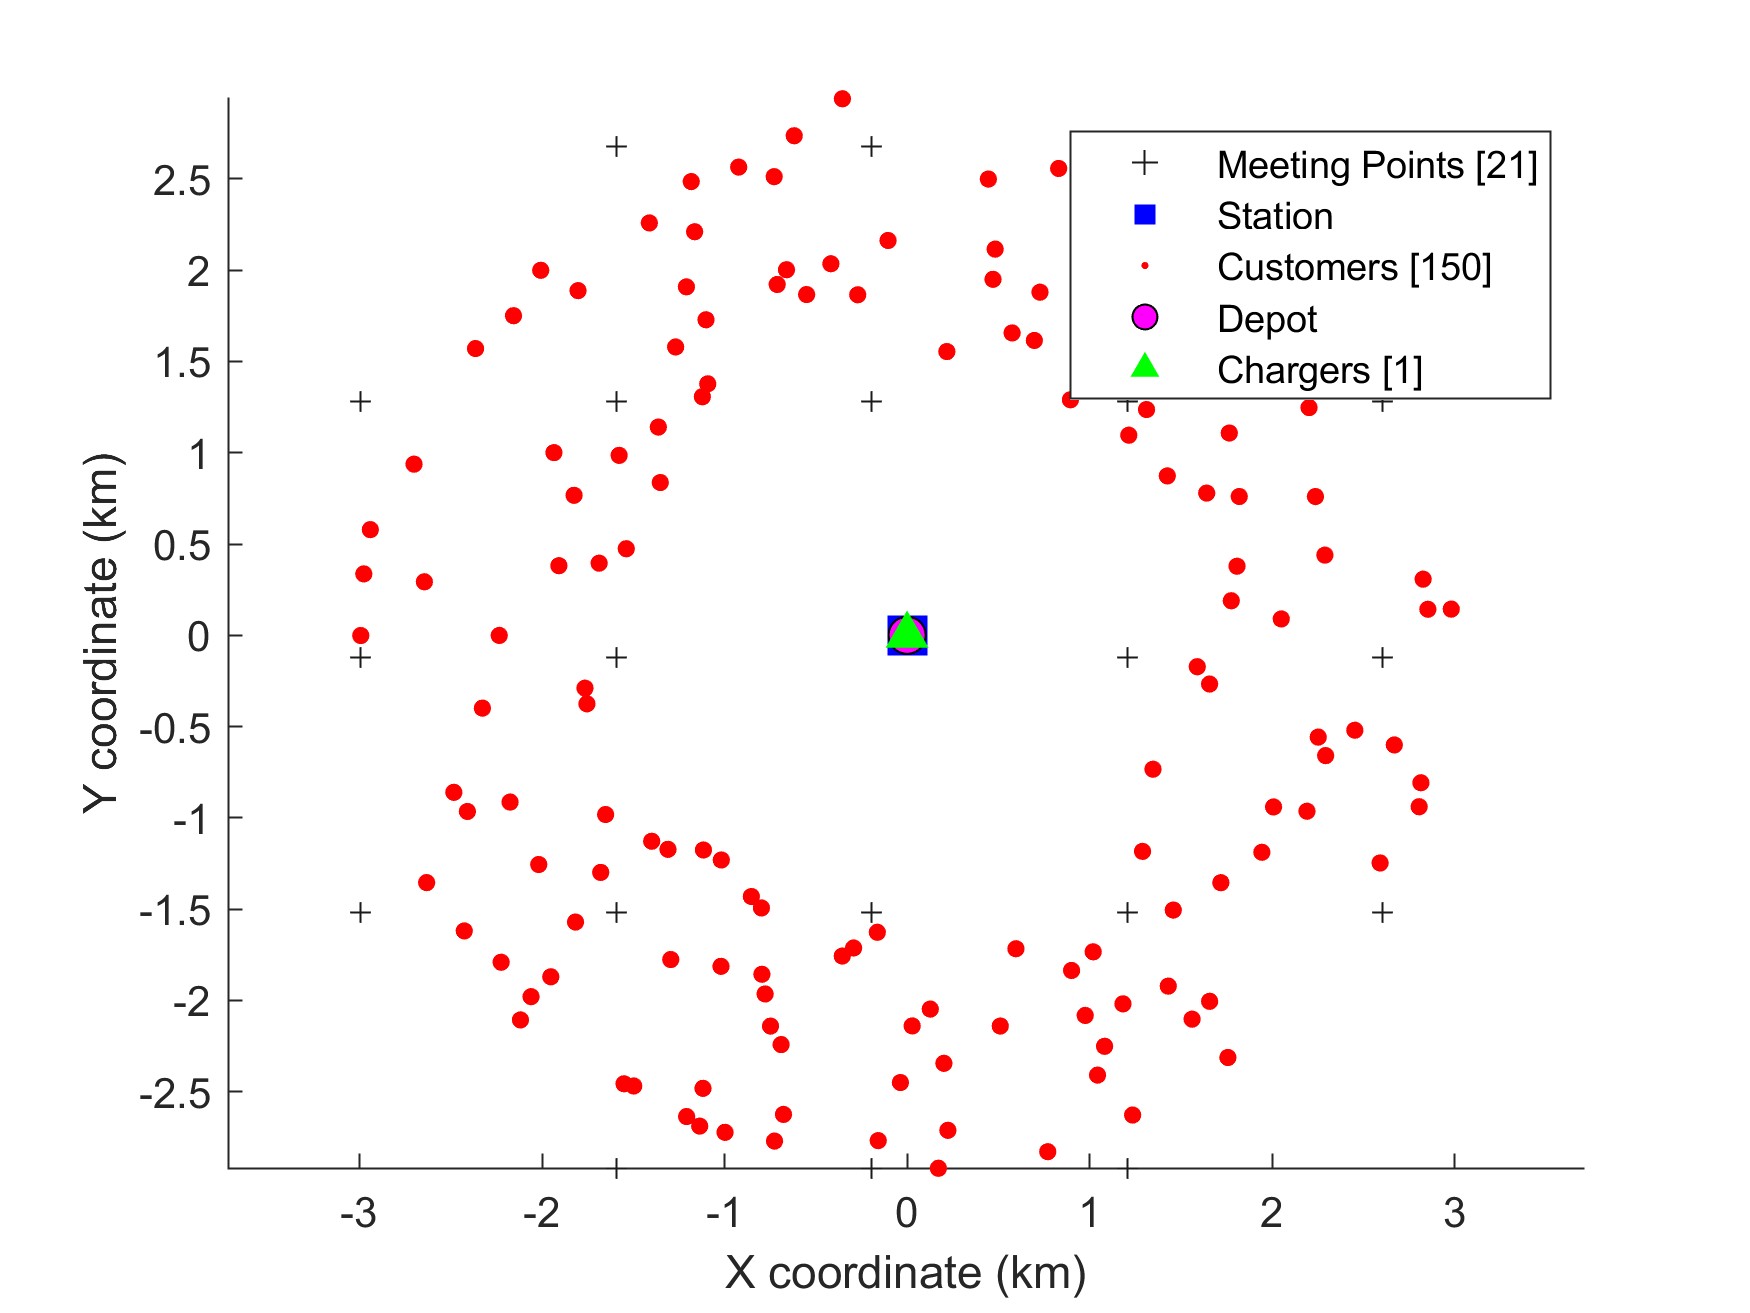 Meeting Points [21]
Station
Customers [150]
Depot
Chargers [1]
Y coordinate (km)
2.5
2
1.5
1
0.5
0
-0.5
-1
-1.5
-2
-2.5
-3 -2 -1 0 1 2 3
X coordinate (km)